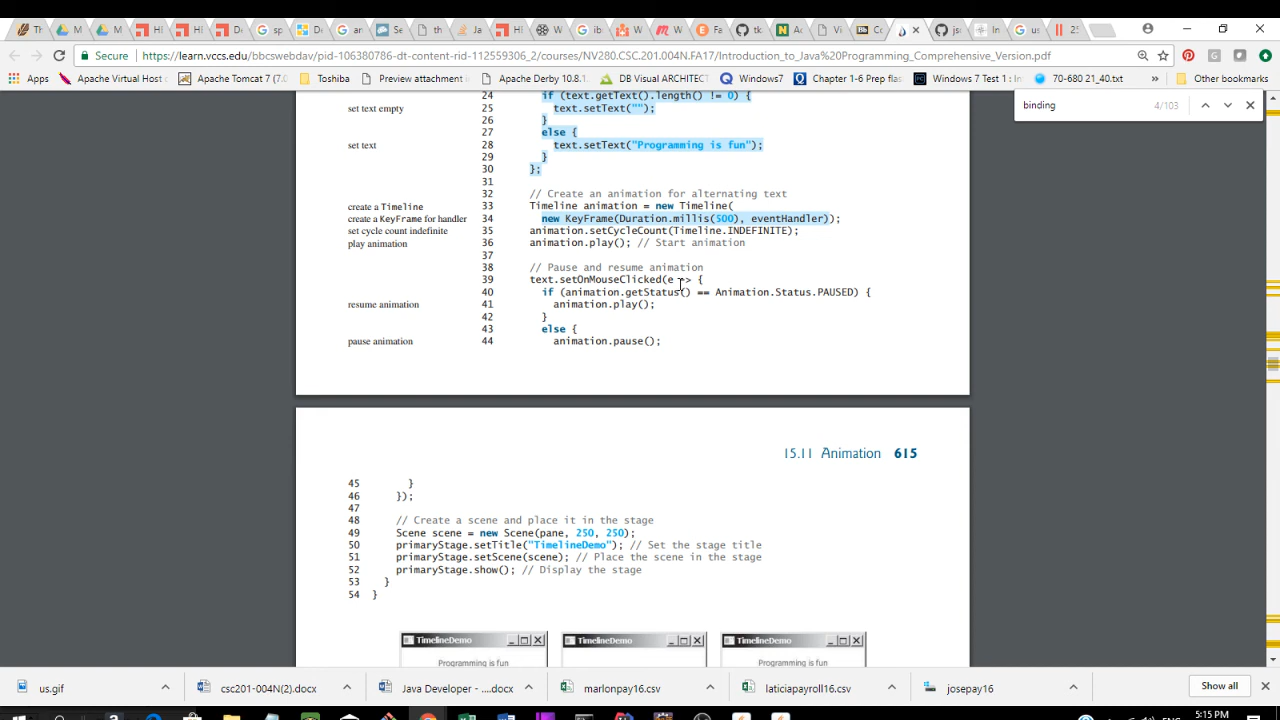 Secure
https://learn.vccs.edu/bbcswebdav/pid-106380786-dt-content-rid-112559306_2/courses/NV280.CSC.201.004N.FA17/Introduction_to_Java%20Programming_Comprehensive_Version.pdf
Apps Apache Virtual Host Apache Tomcat 7 (7.0 Toshiba Preview attachment Apache Derby 10.8.1. DB Visual ARCHITECT Windows7 Chapter 1-6 Prep flas Windows 7 Test 1 : In 70-680 21_40.txt » Other bookmarks
binding 4/103
24 if (text.getText().length() != 0) {
set text empty 25 text.setText("");
26 }
27 else {
set text 28 text.setText("Programming is fun");
29 }
30 };
31
32 // Create an animation for alternating text
create a Timeline 33 Timeline animation = new Timeline(
create a KeyFrame for handler 34 new KeyFrame(Duration.millis(500), eventHandler));
set cycle count indefinite 35 animation.setCycleCount(Timeline.INDEFINITE);
play animation 36 animation.play(); // Start animation
37
38 // Pause and resume animation
39 text.setOnMouseClicked(e -> {
40 if (animation.getStatus() == Animation.Status.PAUSED) {
resume animation 41 animation.play();
42 }
43 else {
pause animation 44 animation.pause();
15.11 Animation 615
45 }
46 });
47
48 // Create a scene and place it in the stage
49 Scene scene = new Scene(pane, 250, 250);
50 primaryStage.setTitle("TimelineDemo"); // Set the stage title
51 primaryStage.setScene(scene); // Place the scene in the stage
52 primaryStage.show(); // Display the stage
53 }
54 }
TimelineDemo TimelineDemo TimelineDemo
Programming is fun Programming is fun
us.gif csc201-004N(2).docx Java Developer - ....docx marlonpay16.csv laticiapayroll16.csv josepay16 Show all
ENG 5:15 PM